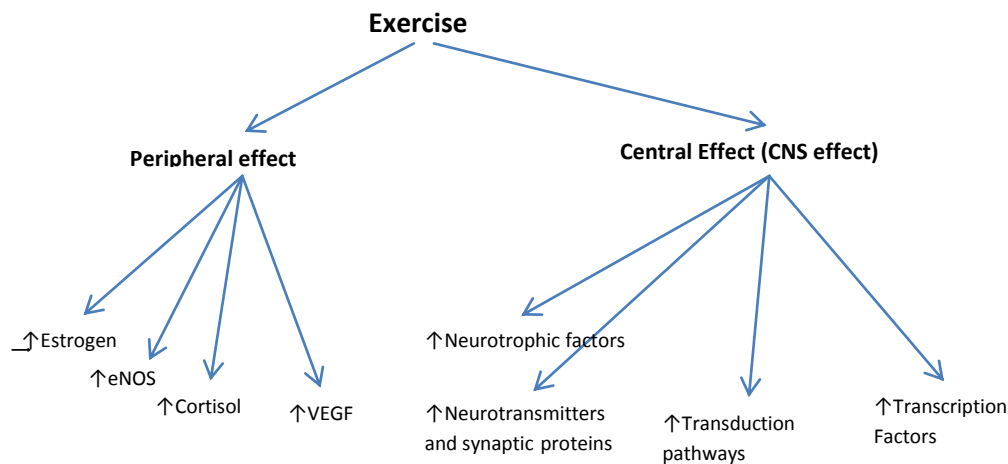 Exercise
Peripheral effect
Central Effect (CNS effect)
↑Estrogen
↑eNOS
↑Cortisol
↑VEGF
↑Neurotrophic factors
↑Neurotransmitters
and synaptic proteins
↑Transduction
pathways
↑Transcription
Factors